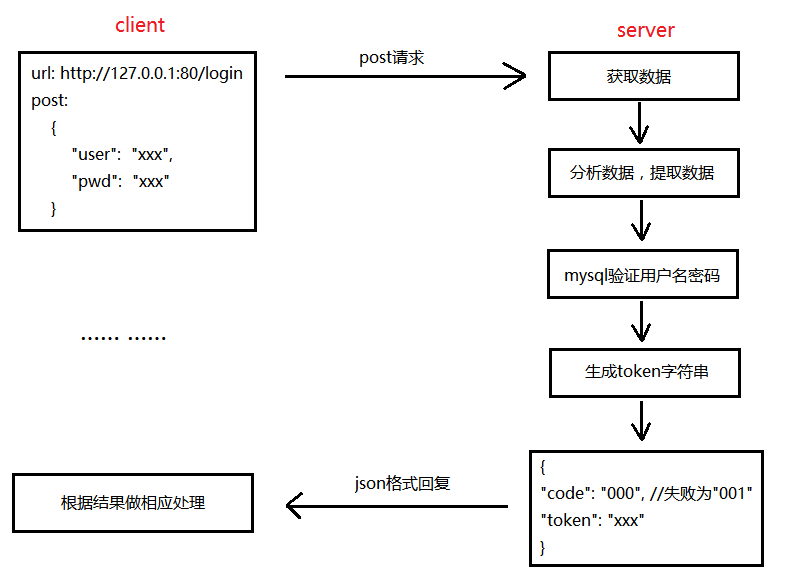 client
server
url: http://127.0.0.1:80/login
post:
{
"user": "xxx",
"pwd": "xxx"
}
post请求
获取数据
分析数据，提取数据
mysql验证用户名密码
生成token字符串
{
"code": "000", //失败为"001"
"token": "xxx"
}
json格式回复
…… ……
根据结果做相应处理